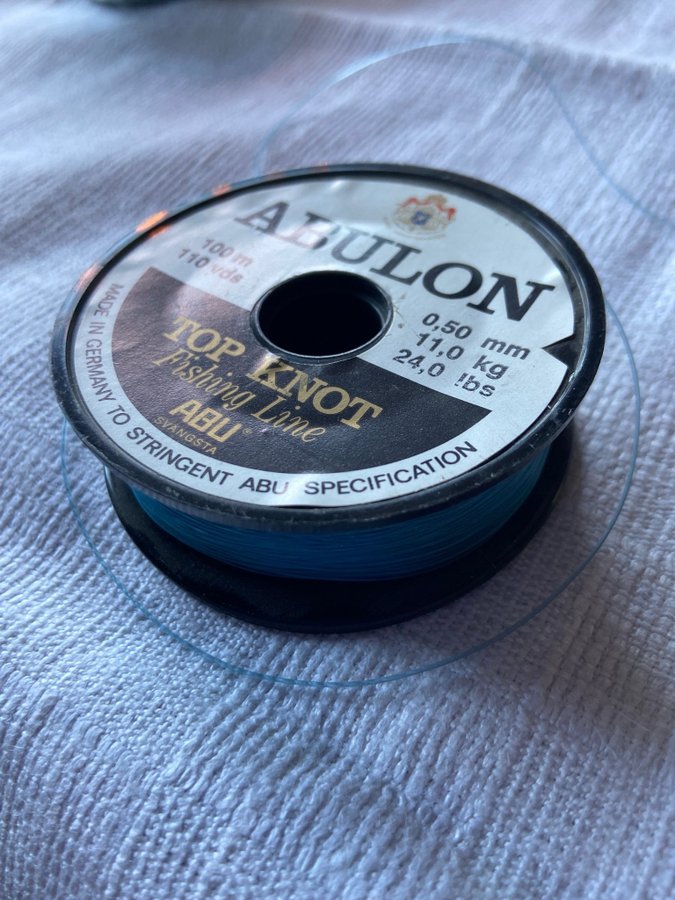 ABULON
100m
110 yds
0,50 mm
11,0 kg
24,0 lbs
TOP KNOT
Fishing Line
ABU®
SVÄNGSTA
MADE IN GERMANY TO STRINGENT ABU SPECIFICATION